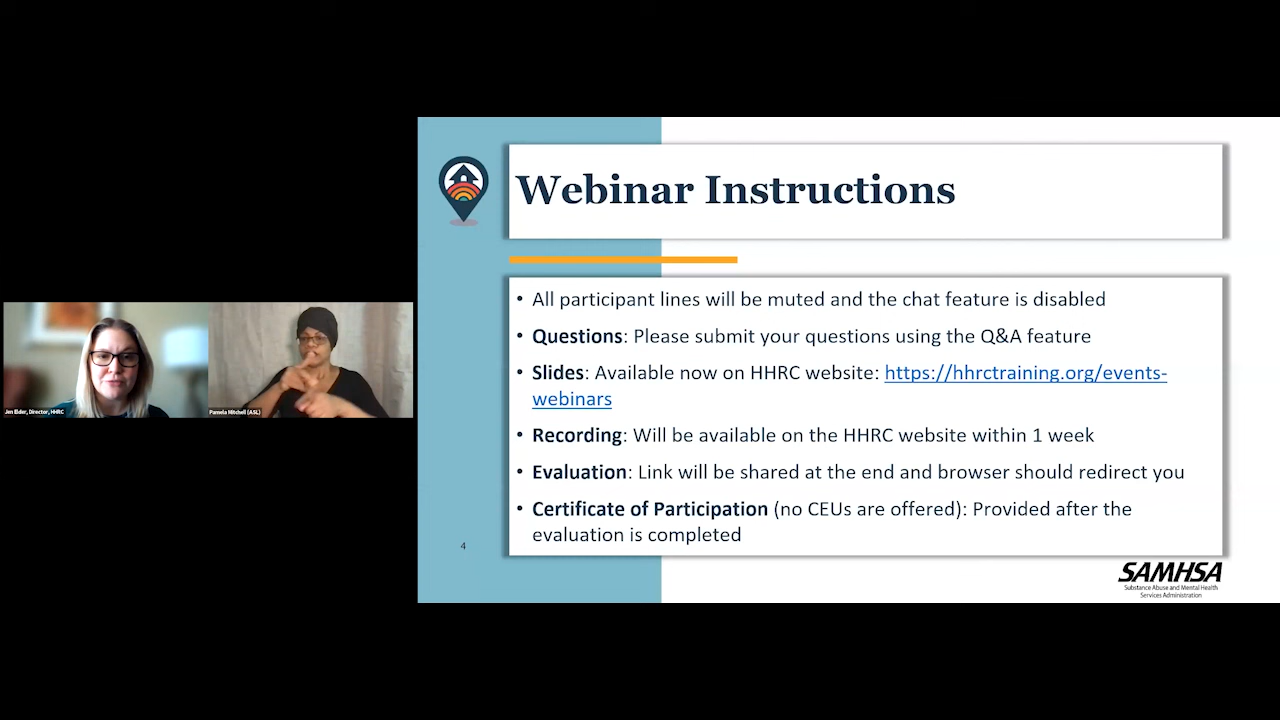 Webinar Instructions
• All participant lines will be muted and the chat feature is disabled
• Questions: Please submit your questions using the Q&A feature
• Slides: Available now on HHRC website: https://hhrctraining.org/events-
webinars
• Recording: Will be available on the HHRC website within 1 week
• Evaluation: Link will be shared at the end and browser should redirect you
• Certificate of Participation (no CEUs are offered): Provided after the
evaluation is completed
4
SAMHSA
Substance Abuse and Mental Health
Services Administration
Jen Elder, Director, HHRC
Pamela Mitchell (ASL)